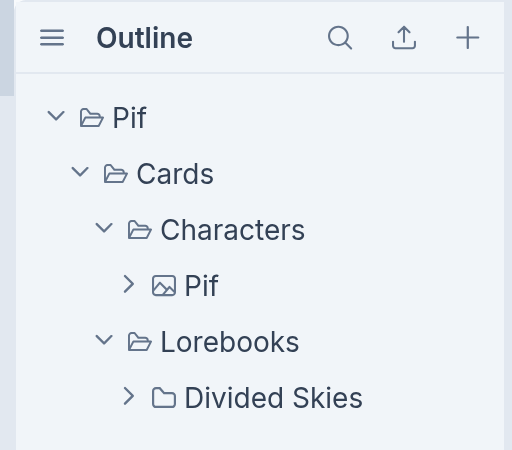 Outline
Pif
Cards
Characters
Pif
Lorebooks
Divided Skies